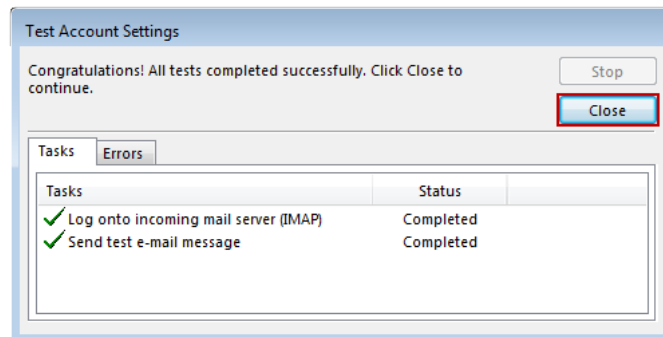 Test Account Settings
Congratulations! All tests completed successfully. Click Close to
continue.
Stop
Close
Tasks Errors
Tasks Status
Log onto incoming mail server (IMAP) Completed
Send test e-mail message Completed